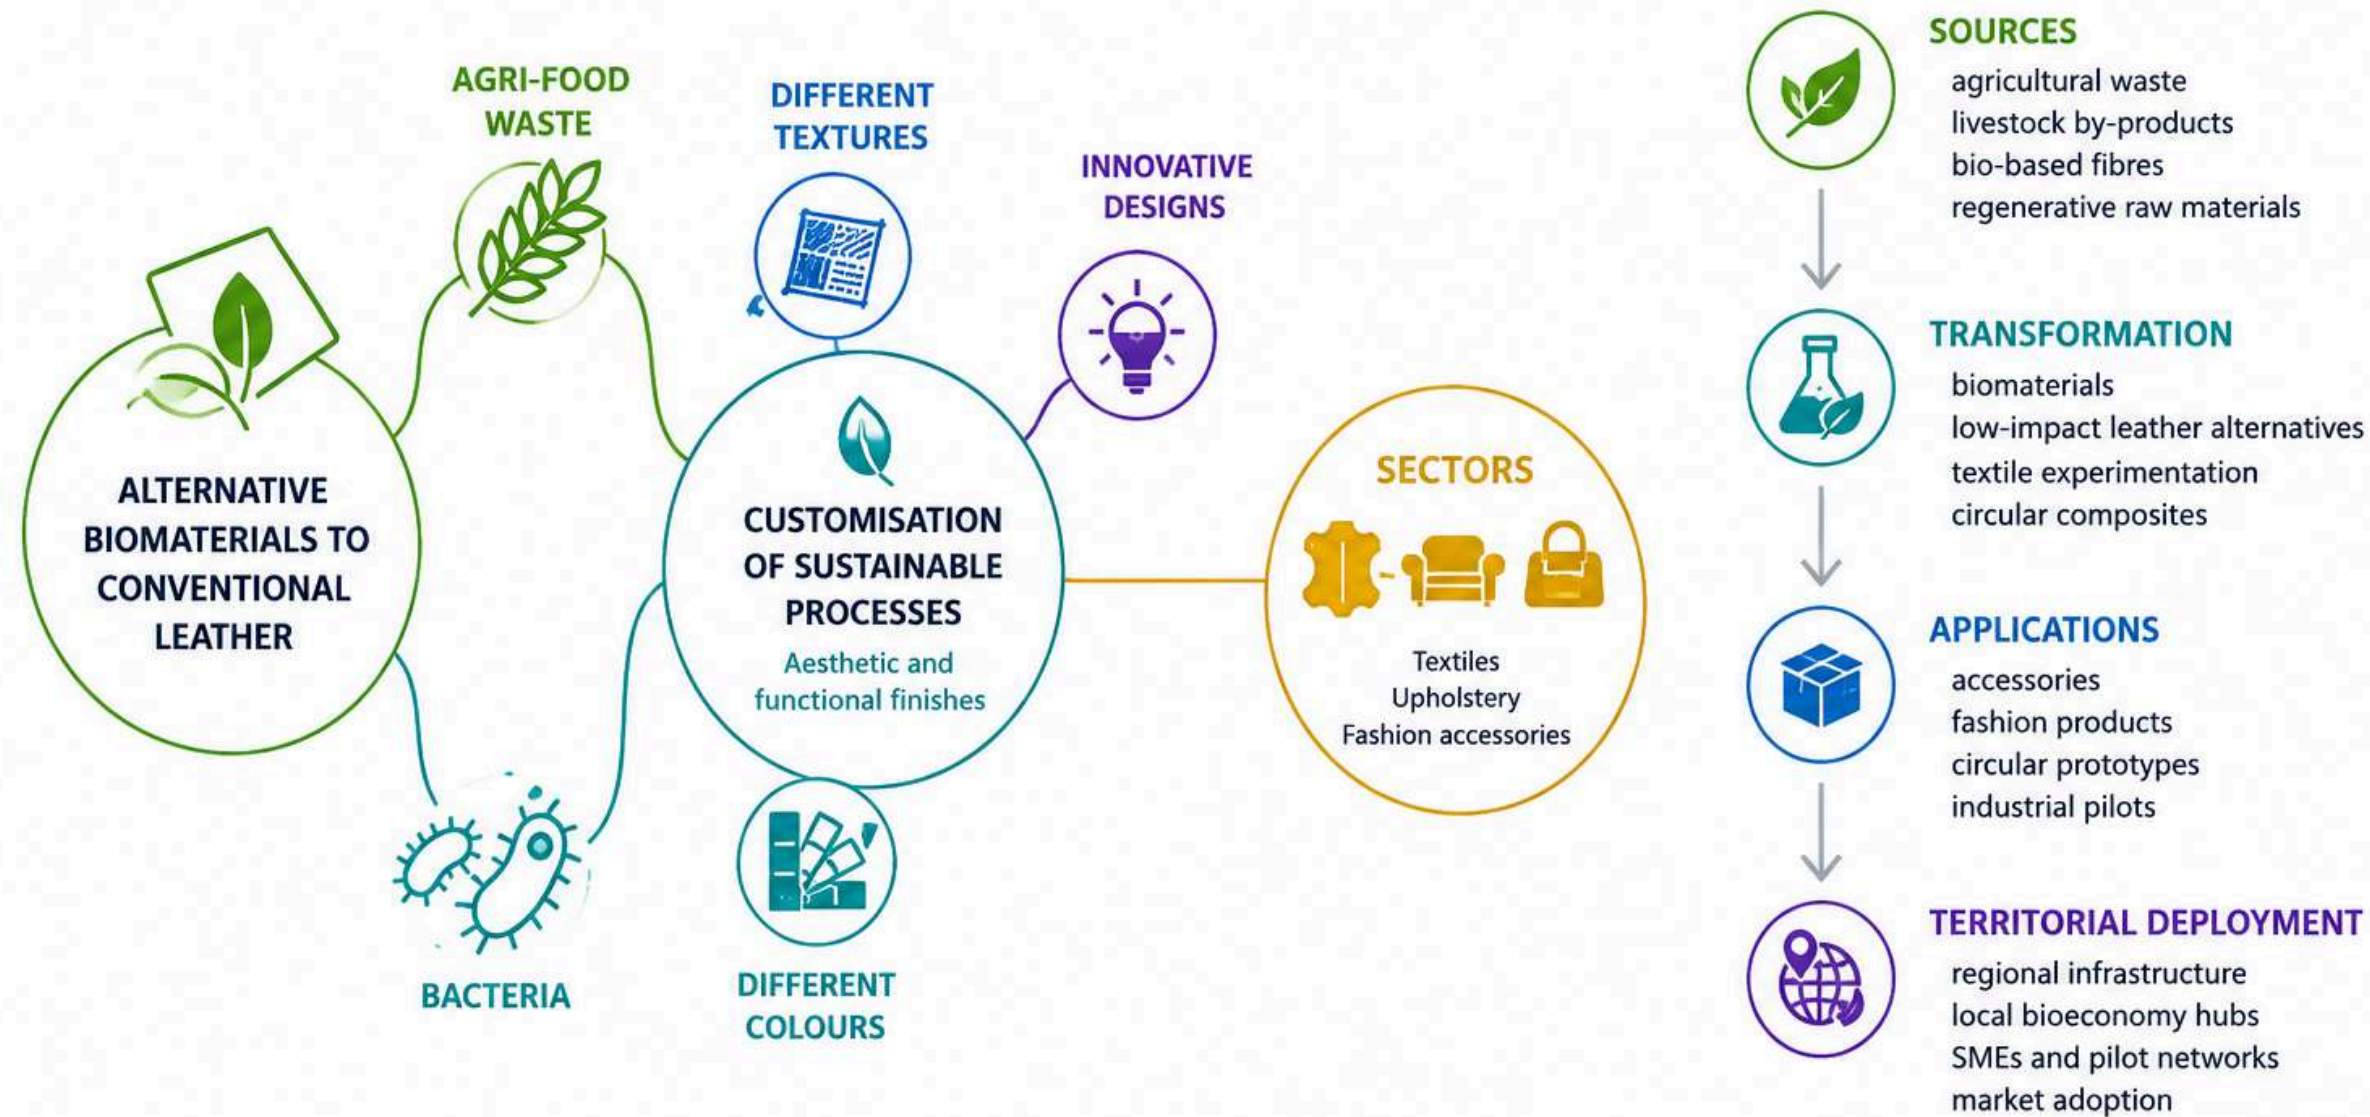 AGRI-FOOD
WASTE
DIFFERENT
TEXTURES
INNOVATIVE
DESIGNS
ALTERNATIVE
BIOMATERIALS TO
CONVENTIONAL
LEATHER
CUSTOMISATION
OF SUSTAINABLE
PROCESSES
Aesthetic and
functional finishes
BACTERIA
DIFFERENT
COLOURS
SECTORS
Textiles
Upholstery
Fashion accessories
SOURCES
agricultural waste
livestock by-products
bio-based fibres
regenerative raw materials
TRANSFORMATION
biomaterials
low-impact leather alternatives
textile experimentation
circular composites
APPLICATIONS
accessories
fashion products
circular prototypes
industrial pilots
TERRITORIAL DEPLOYMENT
regional infrastructure
local bioeconomy hubs
SMEs and pilot networks
market adoption